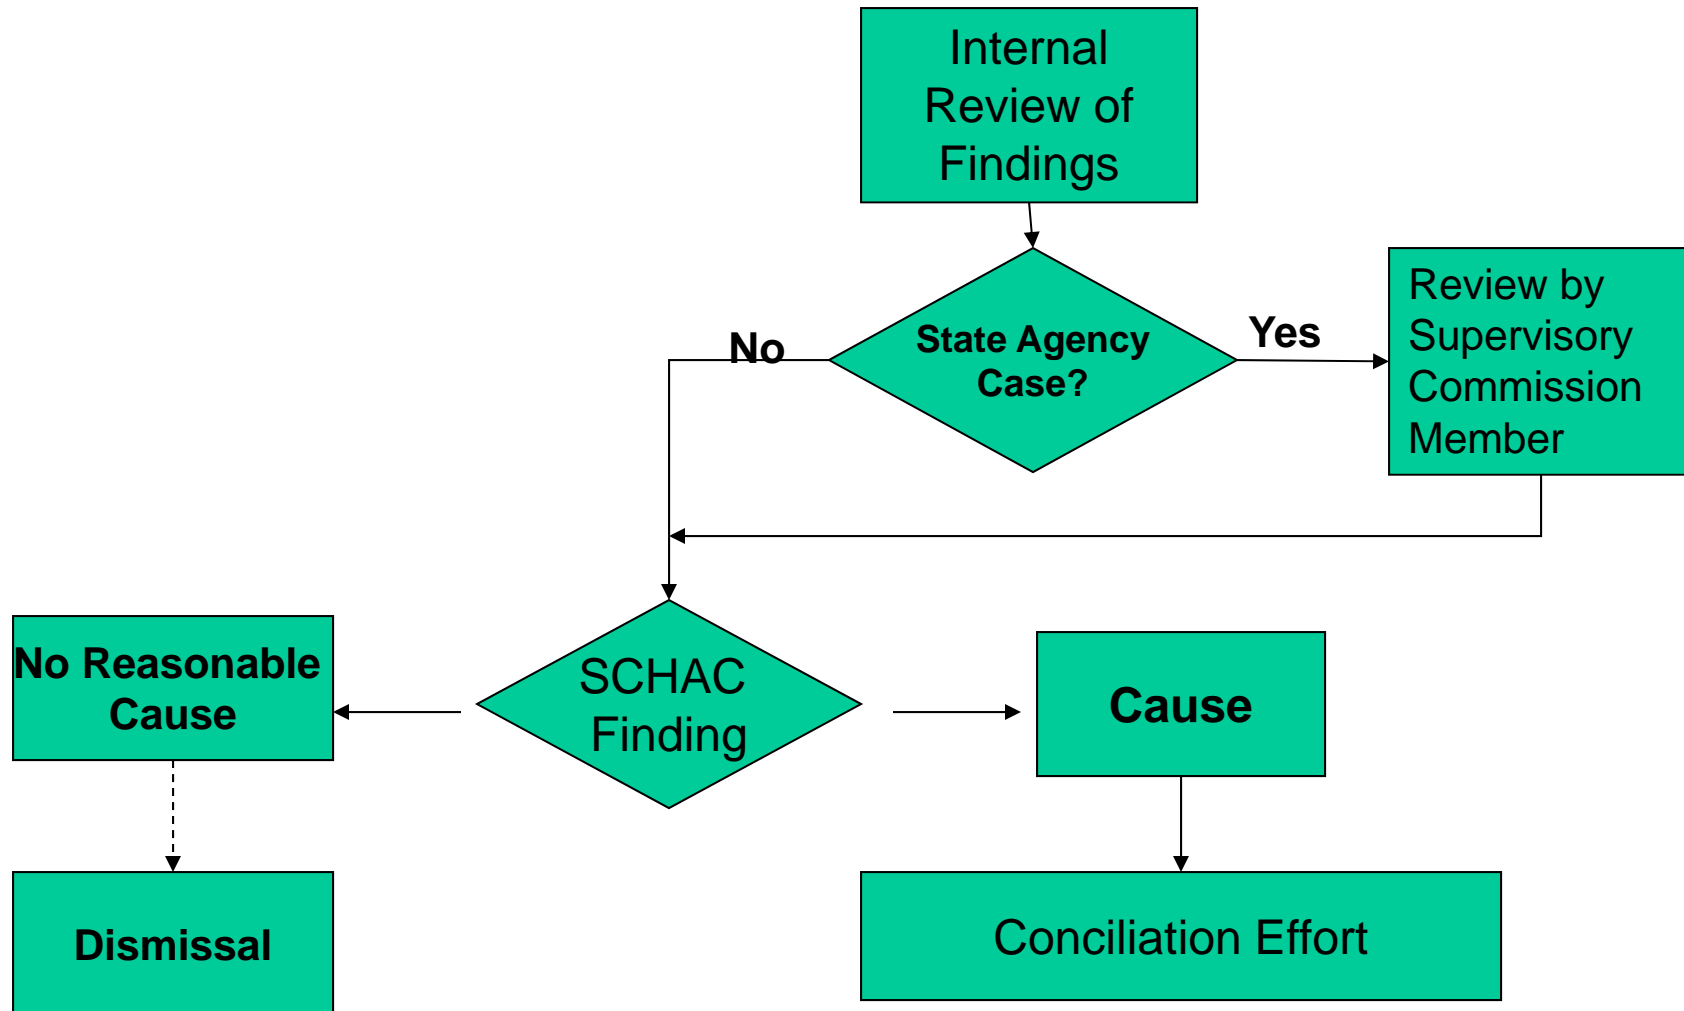 Internal
Review of
Findings
State Agency
Case?
No
Yes
Review by
Supervisory
Commission
Member
SCHAC
Finding
No Reasonable
Cause
Cause
Dismissal
Conciliation Effort